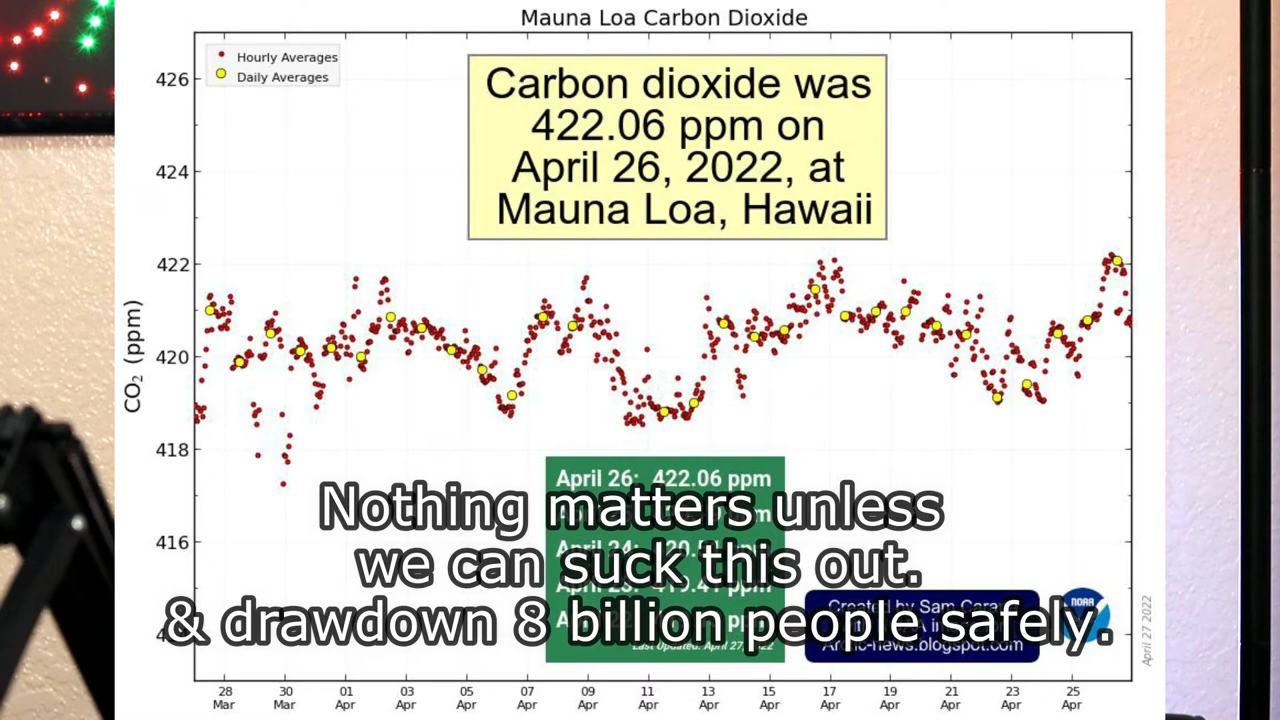 Mauna Loa Carbon Dioxide
Hourly Averages
Daily Averages
Carbon dioxide was
422.06 ppm on
April 26, 2022, at
Mauna Loa, Hawaii
CO₂ (ppm)
426
424
422
420
418
416
April 26: 422.06 ppm
Nothing matters unless
we can suck this out.
& drawdown 8 billion people safely.
Last Updated: April 27,
Created by Sam
Arctic-news.blogspot.com
NOAA
April 27 2022
28 30 01 03 05 07 09 11 13 15 17 19 21 23 25
Mar Mar Apr Apr Apr Apr Apr Apr Apr Apr Apr Apr Apr Apr Apr